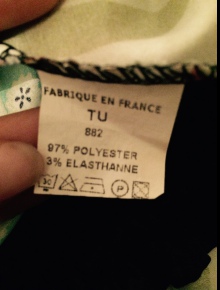 FABRIQUE EN FRANCE
TU
882
97% POLYESTER
3% ELASTHANNE